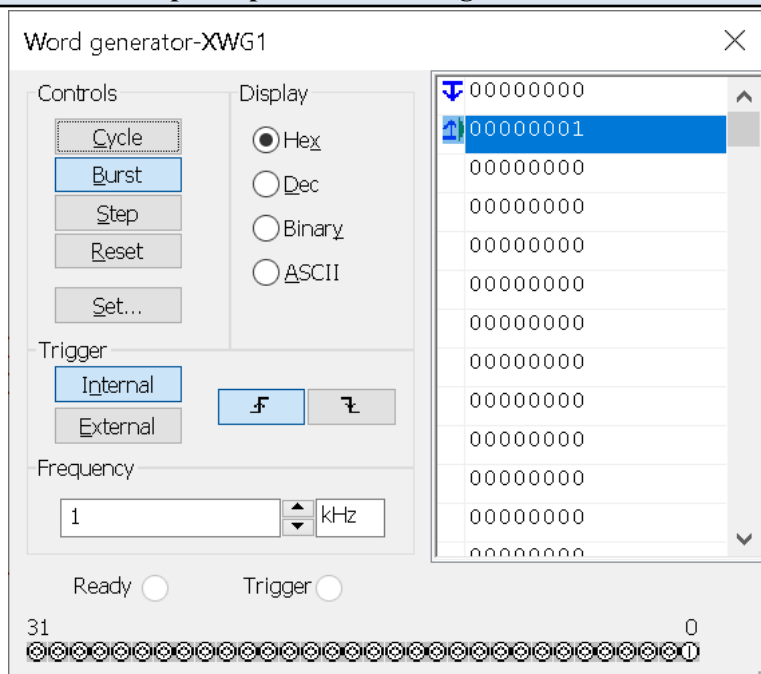 Word generator-XWG1
Controls
Cycle
Burst
Step
Reset
Set...
Display
Hex
Dec
Binary
ASCII
Trigger
Internal
External
Frequency
1
kHz
Ready
Trigger
00000000
00000001
00000000
00000000
00000000
00000000
00000000
00000000
00000000
00000000
00000000
00000000
00000000
31
0